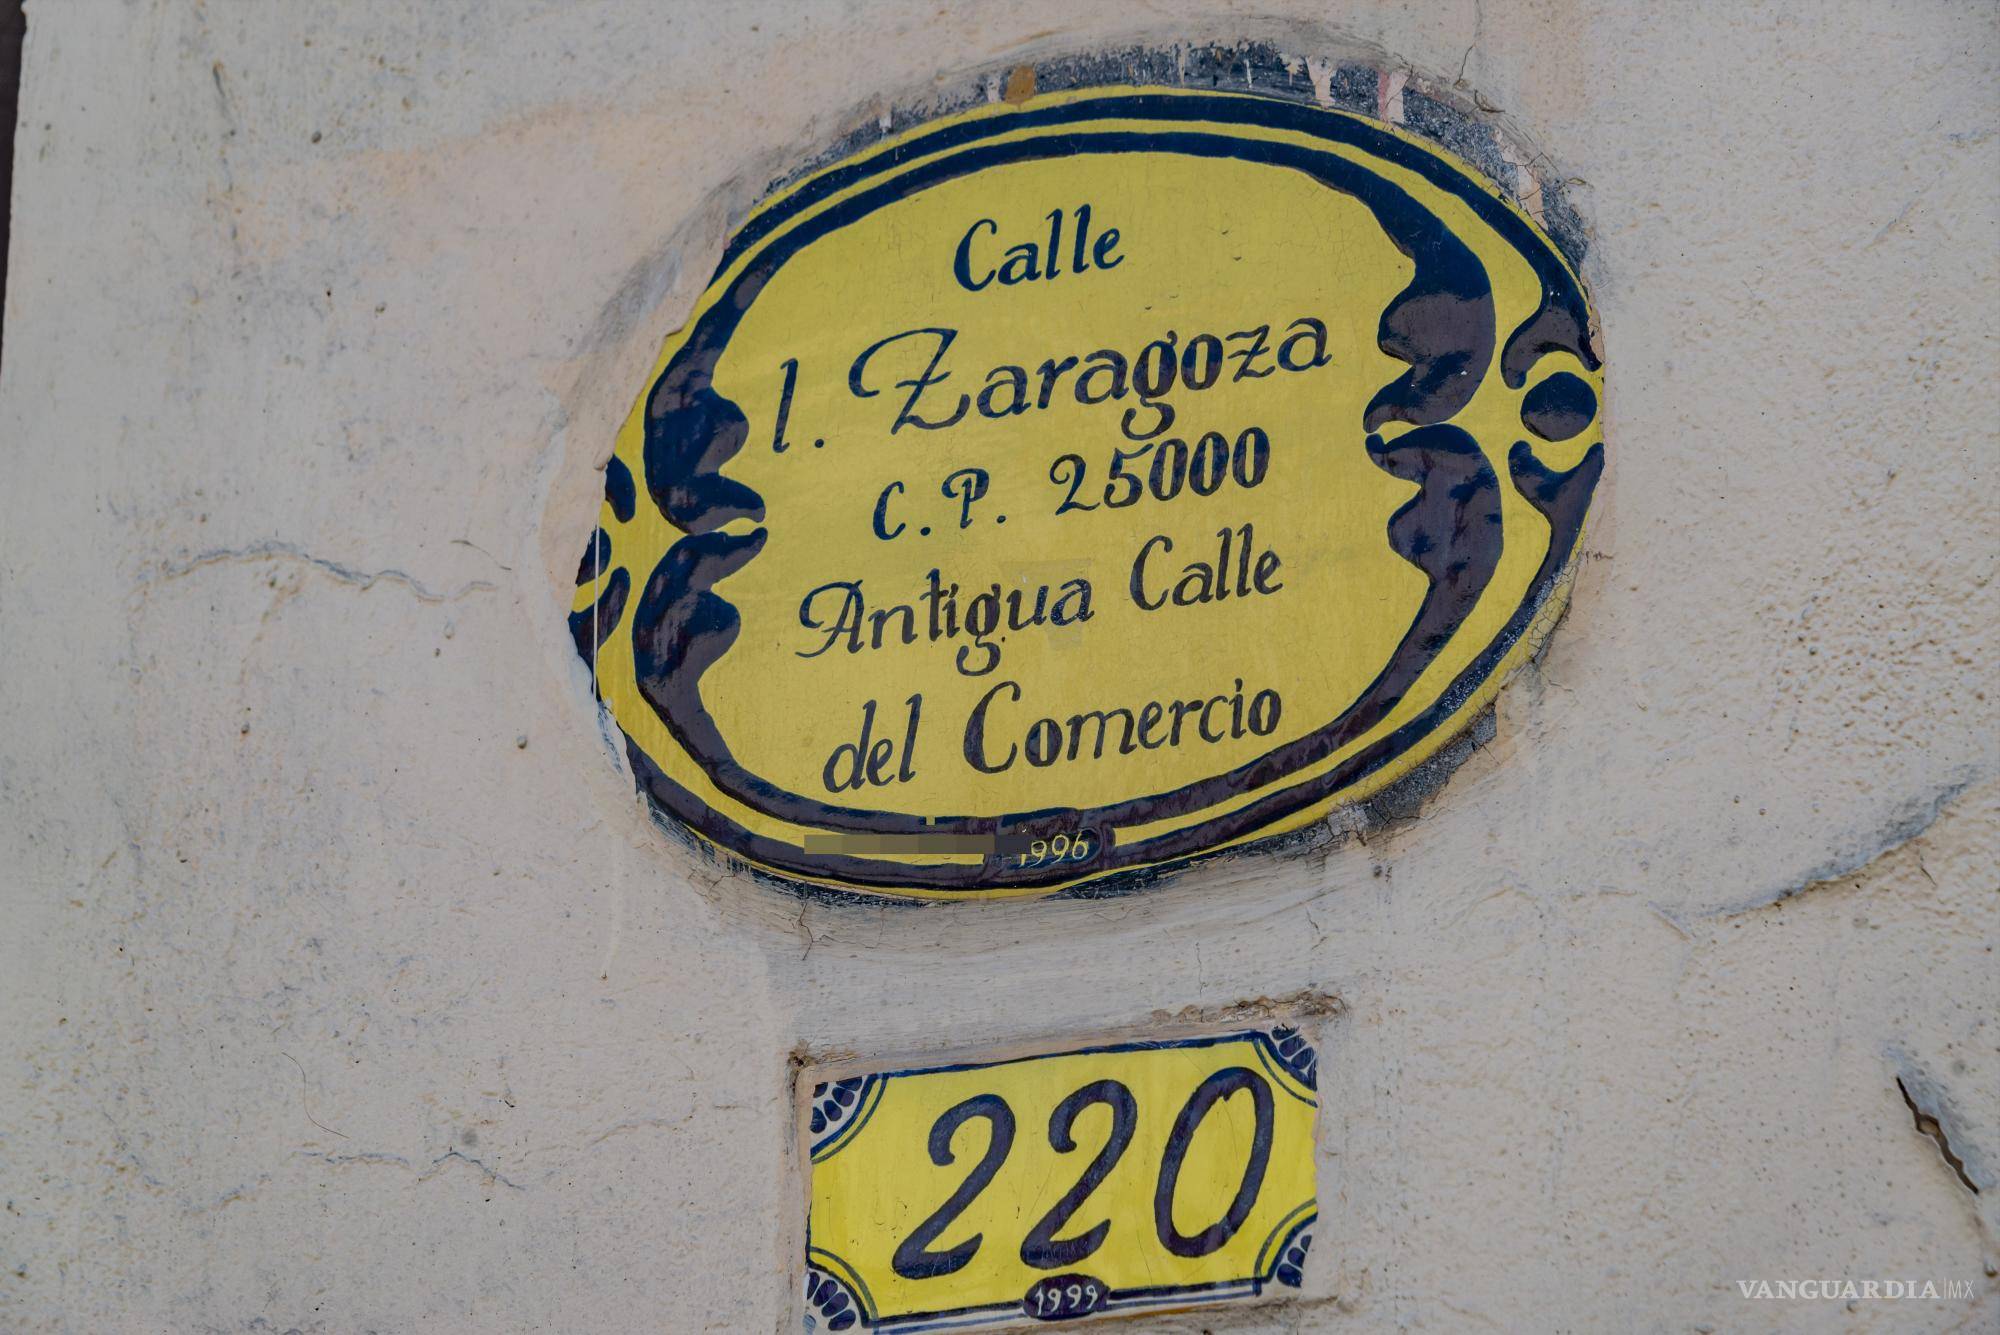 Calle
I. Zaragoza
C.P. 25000
Antigua Calle
del Comercio
1996
220
1999
VANGUARDIA|MX